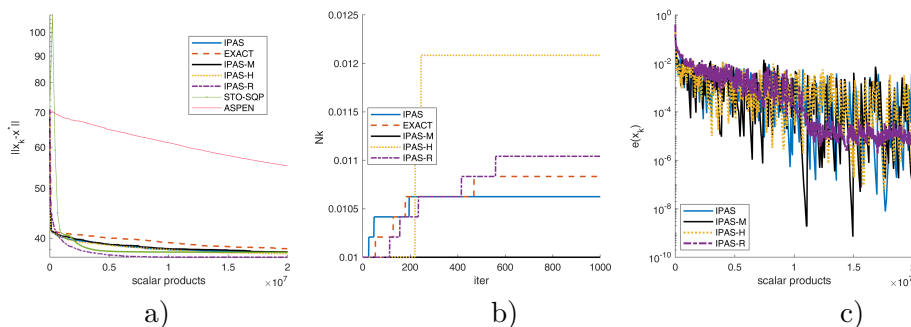 100
90
80
70
60
50
40
||x_k-x^*||
0
0.5
1
1.5
2
×10^7
scalar products
IPAS
EXACT
IPAS-M
IPAS-H
IPAS-R
STO-SQP
ASPEN
a)
0.0125
0.012
0.0115
0.011
0.0105
0.01
Nk
0
200
400
600
800
1000
iter
IPAS
EXACT
IPAS-M
IPAS-H
IPAS-R
b)
10^0
10^-2
10^-4
10^-6
10^-8
10^-10
e(x_k)
0
0.5
1
1.5
2
×10^7
scalar products
IPAS
IPAS-M
IPAS-H
IPAS-R
c)